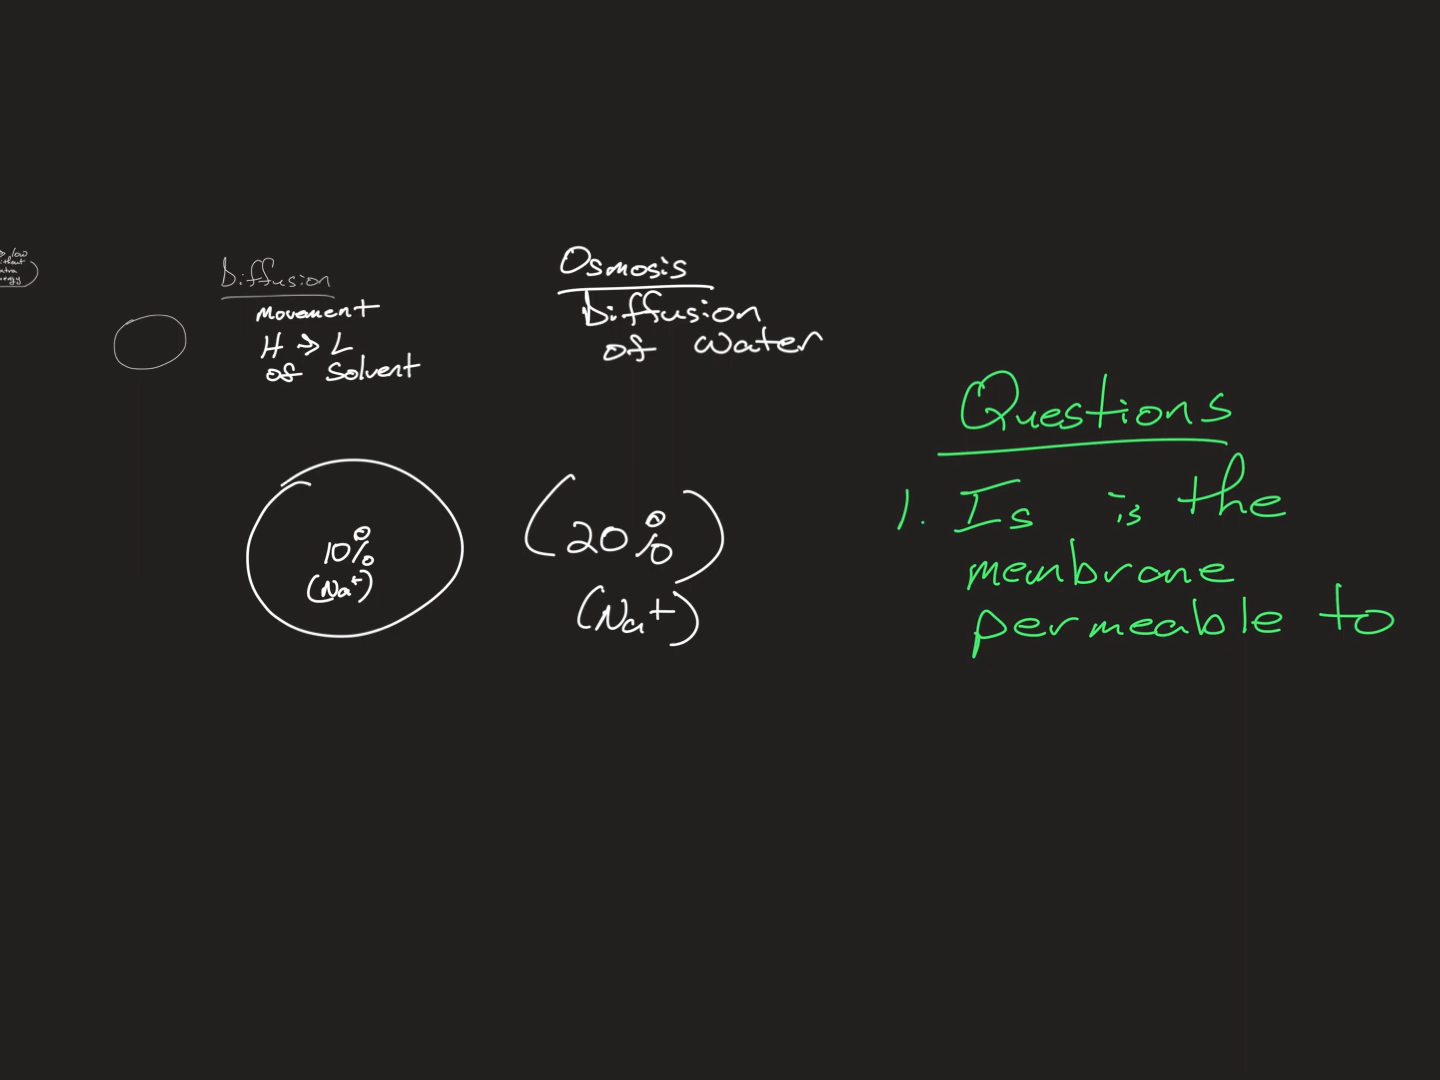 → low
Diffusion
Movement
H → L
of Solvent
Osmosis
Diffusion
of water
10%
(Na+)
(20%)
(Na+)
Questions
1. Is is the
membrane
permeable to